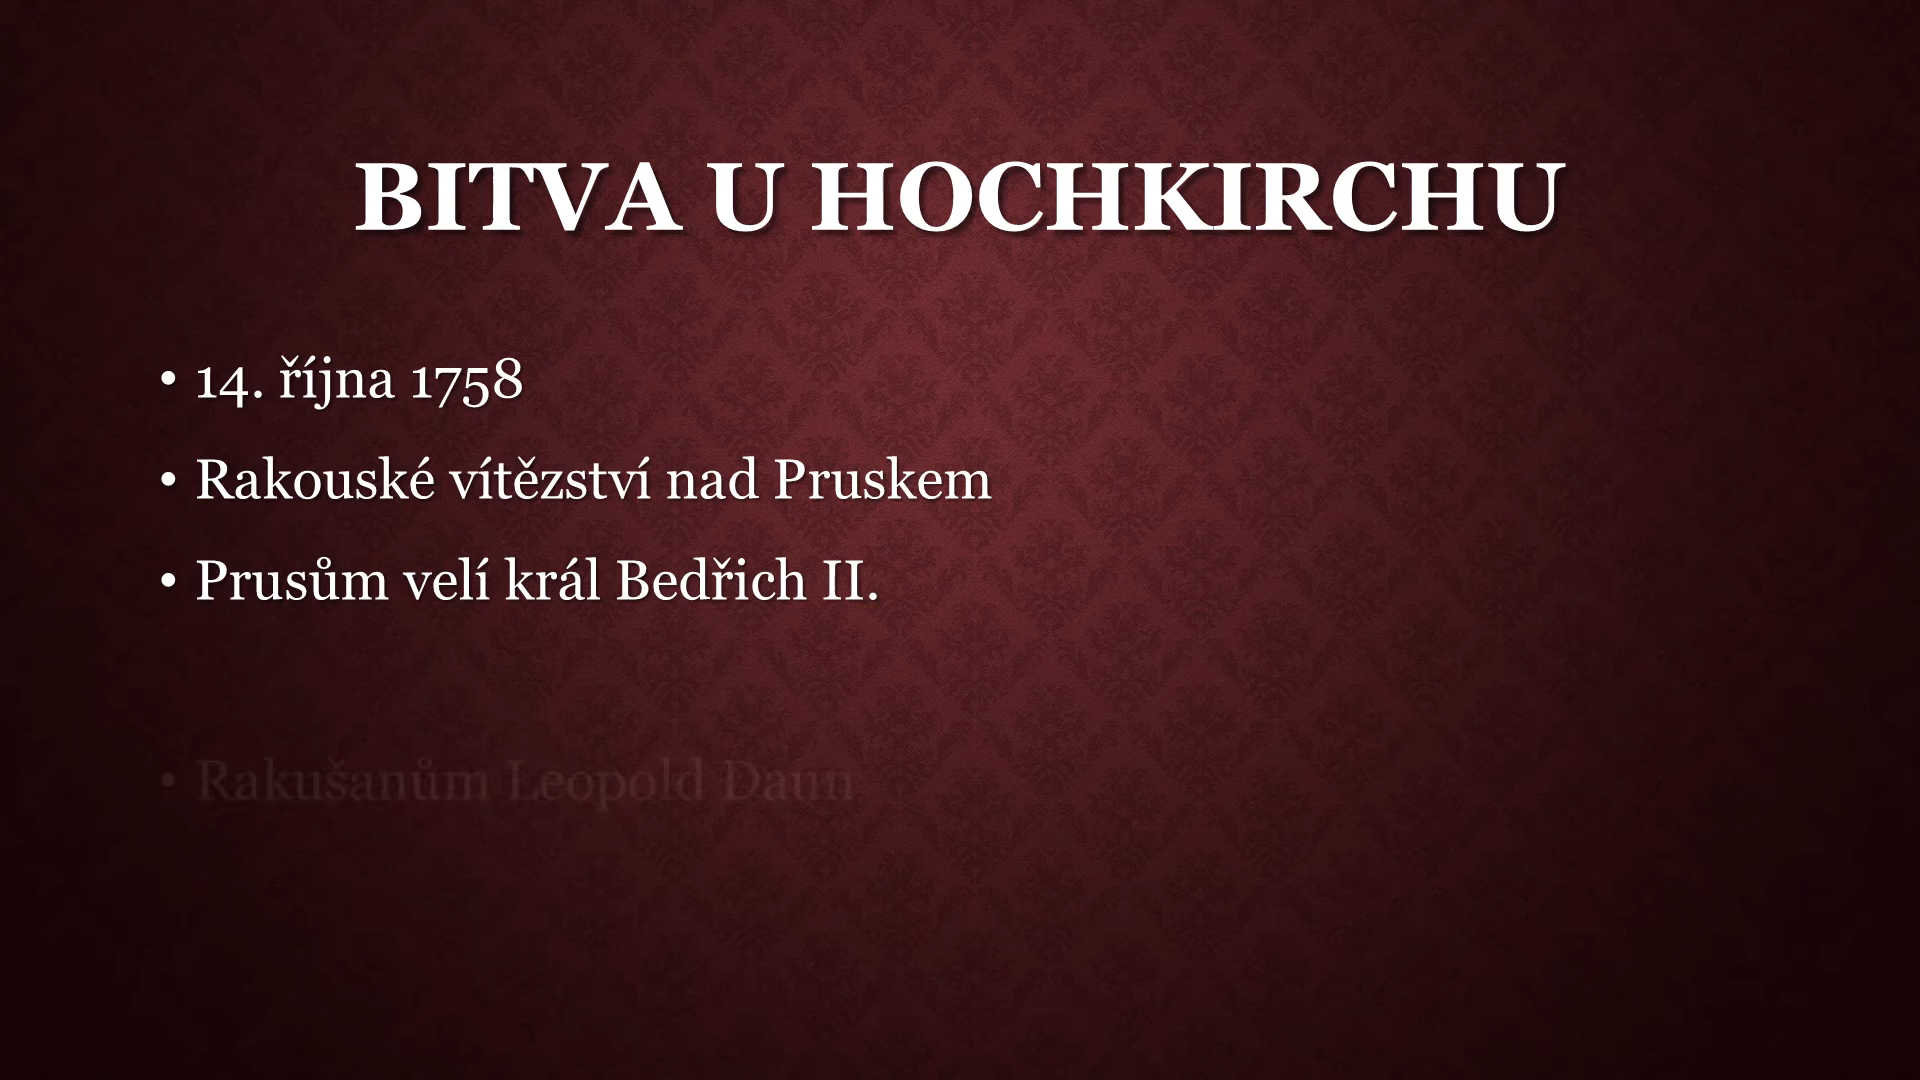 BITVA U HOCHKIRCHU
• 14. října 1758
• Rakouské vítězství nad Pruskem
• Prusům velí král Bedřich II.
• Rakušanům Leopold Daun